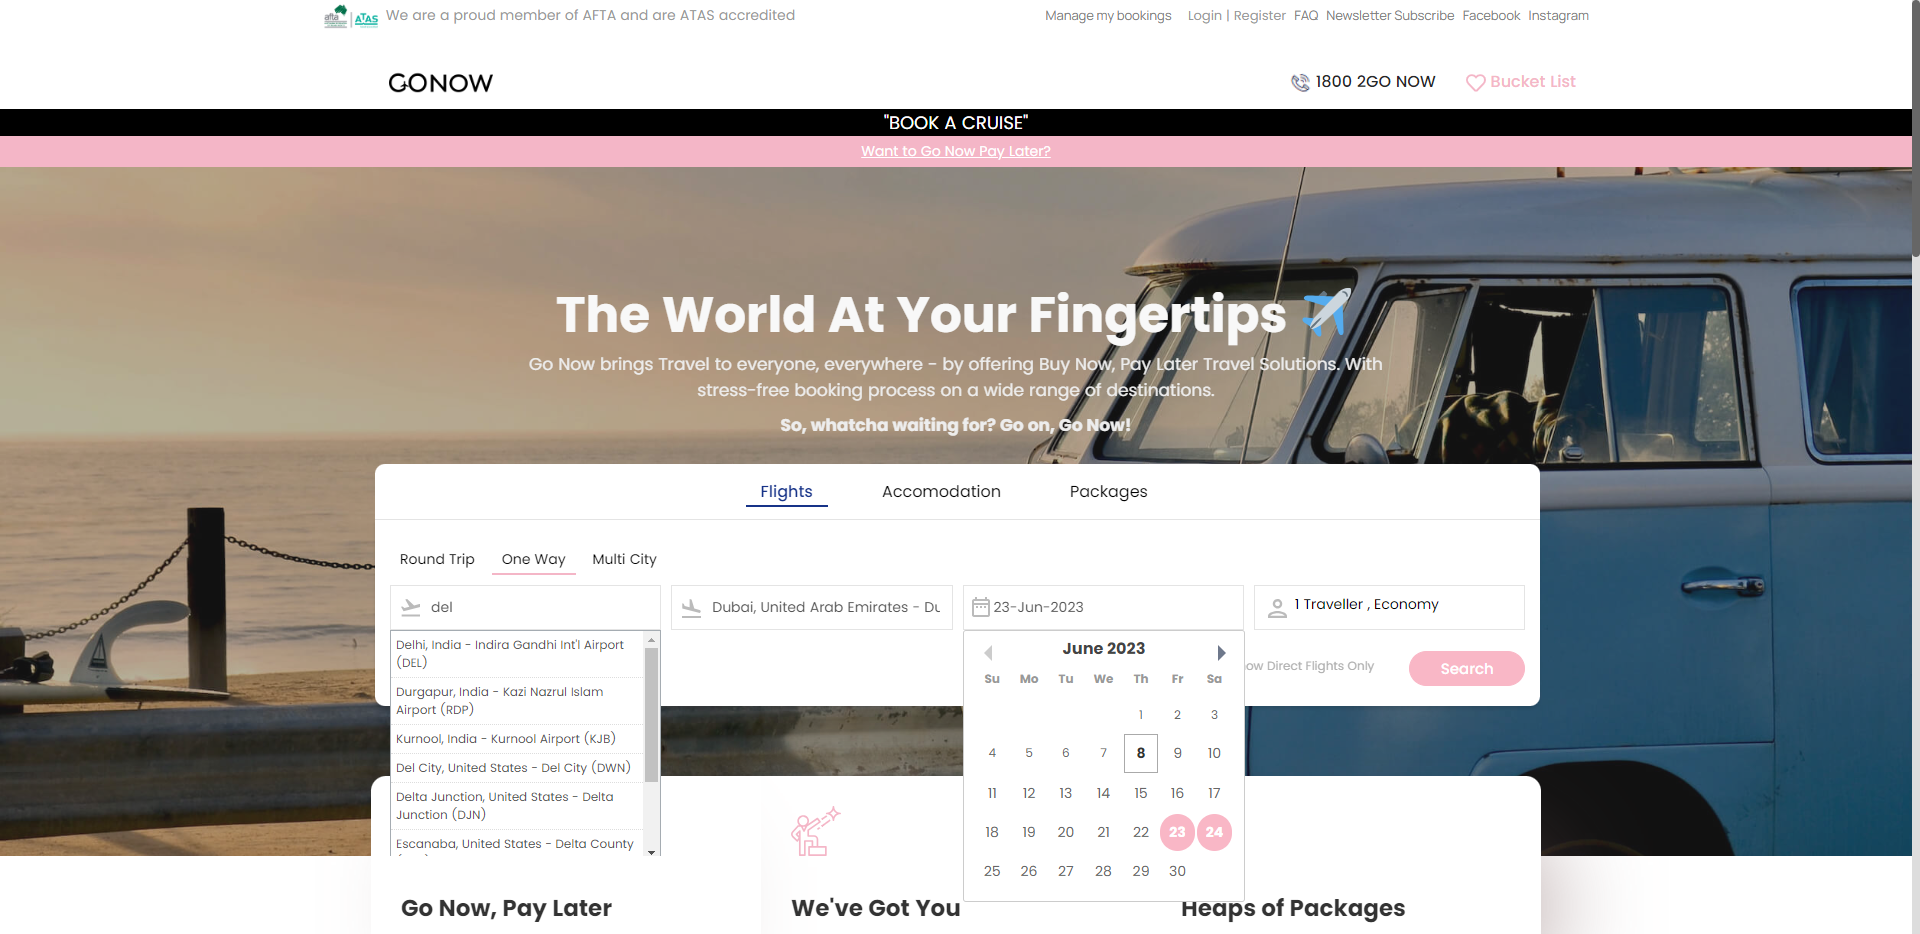 afta ATAS We are a proud member of AFTA and are ATAS accredited
Manage my bookings Login | Register FAQ Newsletter Subscribe Facebook Instagram
GONOW
1800 2GO NOW Bucket List
"BOOK A CRUISE"
Want to Go Now Pay Later?
The World At Your Fingertips
Go Now brings Travel to everyone, everywhere - by offering Buy Now, Pay Later Travel Solutions. With
stress-free booking process on a wide range of destinations.
So, whatcha waiting for? Go on, Go Now!
Flights Accomodation Packages
Round Trip One Way Multi City
del
Dubai, United Arab Emirates - Du
23-Jun-2023
1 Traveller , Economy
Delhi, India - Indira Gandhi Int'l Airport
(DEL)
Durgapur, India - Kazi Nazrul Islam
Airport (RDP)
Kurnool, India - Kurnool Airport (KJB)
Del City, United States - Del City (DWN)
Delta Junction, United States - Delta
Junction (DJN)
Escanaba, United States - Delta County
June 2023
Su Mo Tu We Th Fr Sa
1 2 3
4 5 6 7 8 9 10
11 12 13 14 15 16 17
18 19 20 21 22 23 24
25 26 27 28 29 30
ow Direct Flights Only
Search
Go Now, Pay Later
We've Got You
Heaps of Packages